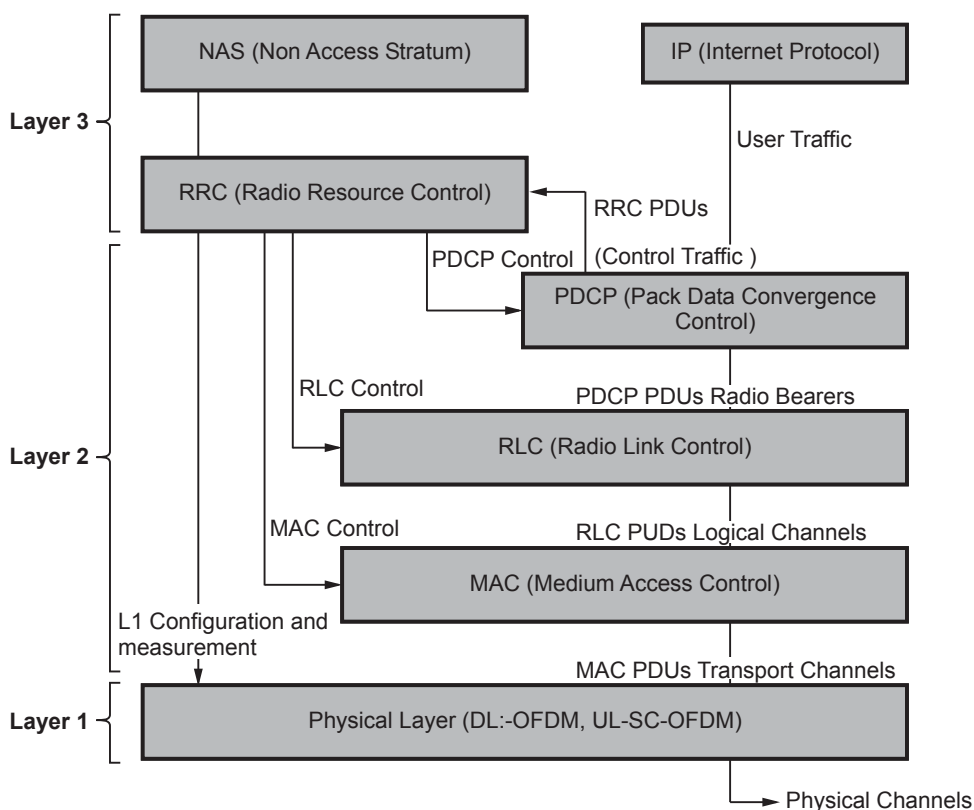 NAS (Non Access Stratum)
IP (Internet Protocol)
Layer 3
User Traffic
RRC (Radio Resource Control)
RRC PDUs
PDCP Control
(Control Traffic )
PDCP (Pack Data Convergence
Control)
RLC Control
PDCP PDUs Radio Bearers
Layer 2
RLC (Radio Link Control)
MAC Control
RLC PUDs Logical Channels
MAC (Medium Access Control)
L1 Configuration and
measurement
MAC PDUs Transport Channels
Layer 1
Physical Layer (DL:-OFDM, UL-SC-OFDM)
Physical Channels